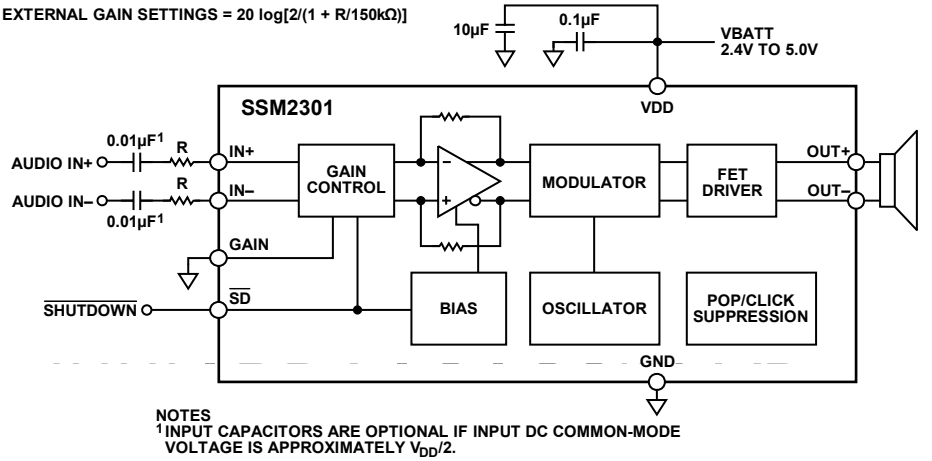 EXTERNAL GAIN SETTINGS = 20 log[2/(1 + R/150kΩ)]
10µF
0.1µF
VBATT
2.4V TO 5.0V
VDD
SSM2301
0.01µF¹
R
AUDIO IN+
IN+
AUDIO IN–
R
IN–
0.01µF¹
GAIN
CONTROL
MODULATOR
FET
DRIVER
OUT+
OUT–
GAIN
SHUTDOWN
SD
BIAS
OSCILLATOR
POP/CLICK
SUPPRESSION
GND
NOTES
¹INPUT CAPACITORS ARE OPTIONAL IF INPUT DC COMMON-MODE
VOLTAGE IS APPROXIMATELY VDD/2.